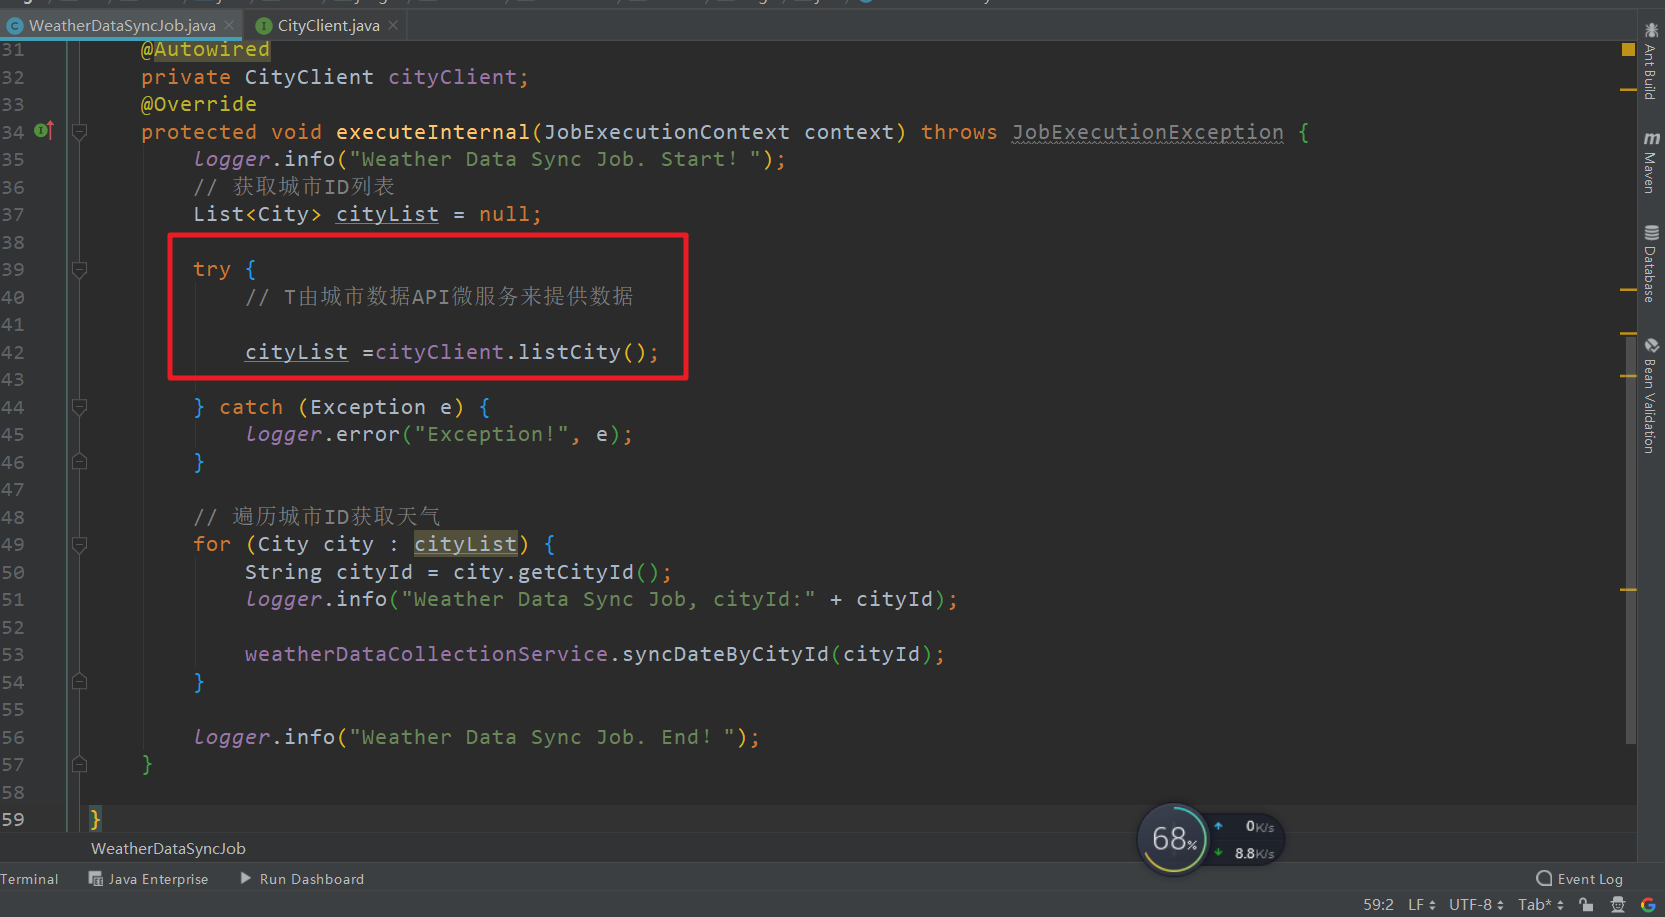 WeatherDataSyncJob.java CityClient.java
31 @Autowired
32 private CityClient cityClient;
33 @Override
34 protected void executeInternal(JobExecutionContext context) throws JobExecutionException {
35 logger.info("Weather Data Sync Job. Start！");
36 // 获取城市ID列表
37 List<City> cityList = null;
38
39 try {
40 // T由城市数据API微服务来提供数据
41
42 cityList =cityClient.listCity();
43
44 } catch (Exception e) {
45 logger.error("Exception!", e);
46 }
47
48 // 遍历城市ID获取天气
49 for (City city : cityList) {
50 String cityId = city.getCityId();
51 logger.info("Weather Data Sync Job, cityId:" + cityId);
52
53 weatherDataCollectionService.syncDateByCityId(cityId);
54 }
55
56 logger.info("Weather Data Sync Job. End！");
57 }
58
59 }
WeatherDataSyncJob
Ant Build
Maven
Database
Bean Validation
68%
0K/s
8.8K/s
Terminal Java Enterprise Run Dashboard Event Log
59:2 LF UTF-8 Tab*